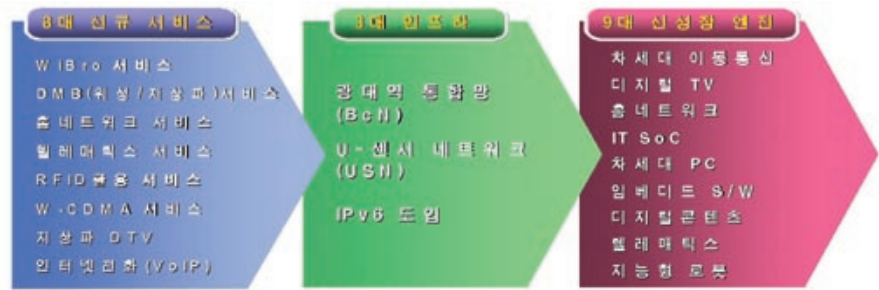 8대 신규 서비스
WiBro 서비스
DMB(위성/지상파)서비스
홈네트워크 서비스
텔레매틱스 서비스
RFID활용 서비스
W-CDMA 서비스
지상파 DTV
인터넷전화(VoIP)
3대 인프라
광대역 통합망
(BcN)
U-센서 네트워크
(USN)
IPv6 도입
9대 신성장 엔진
차세대 이동통신
디지털 TV
홈네트워크
IT SoC
차세대 PC
임베디드 S/W
디지털콘텐츠
텔레매틱스
지능형 로봇